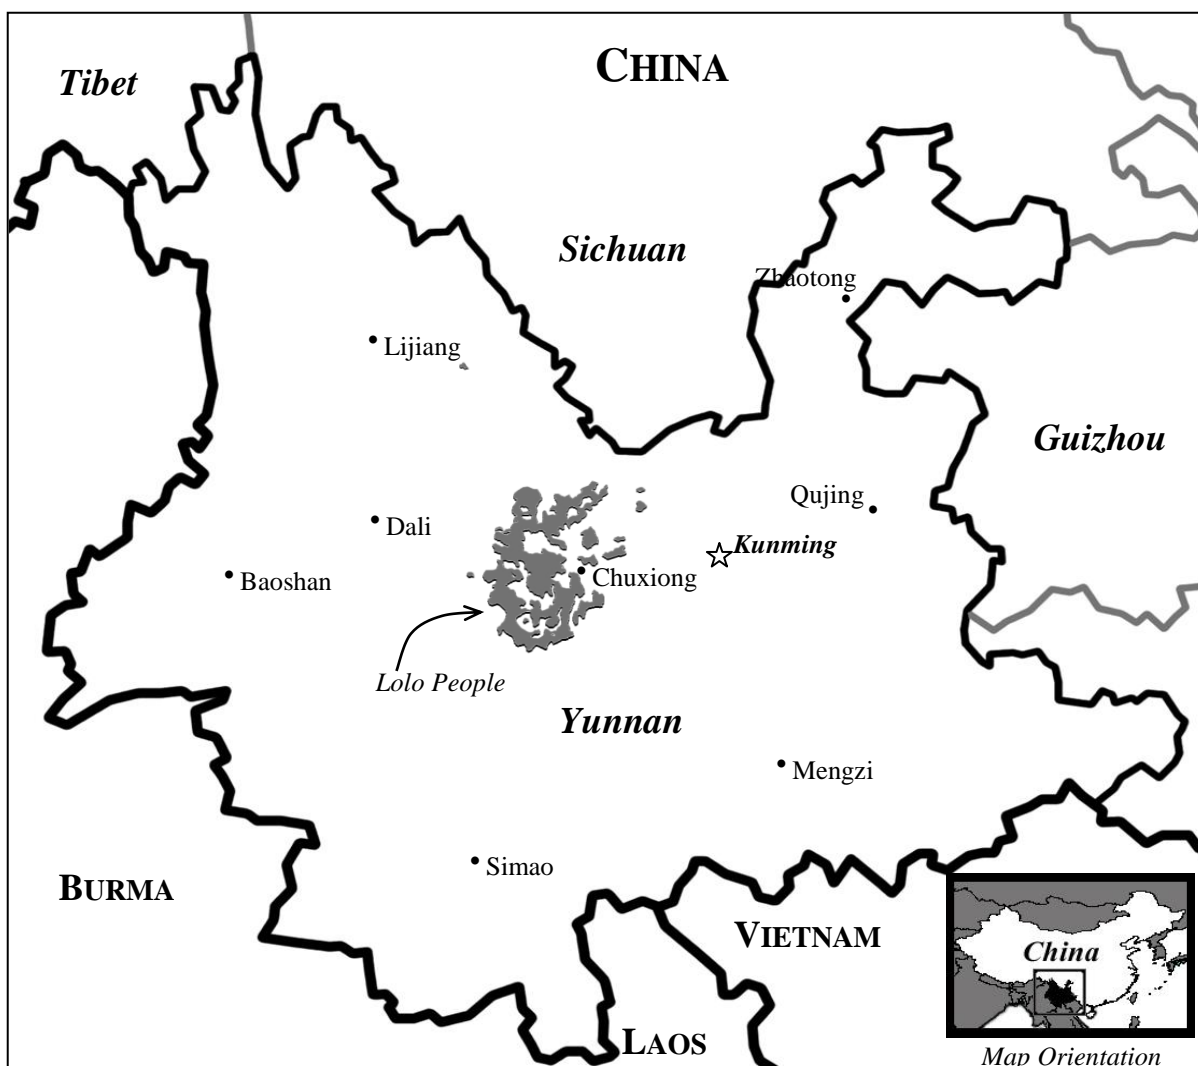 CHINA
Tibet
Sichuan
Zhaotong
Lijiang
Guizhou
Qujing
Dali
Kunming
Baoshan
Chuxiong
Lolo People
Yunnan
Mengzi
Simao
BURMA
VIETNAM
China
LAOS
Map Orientation